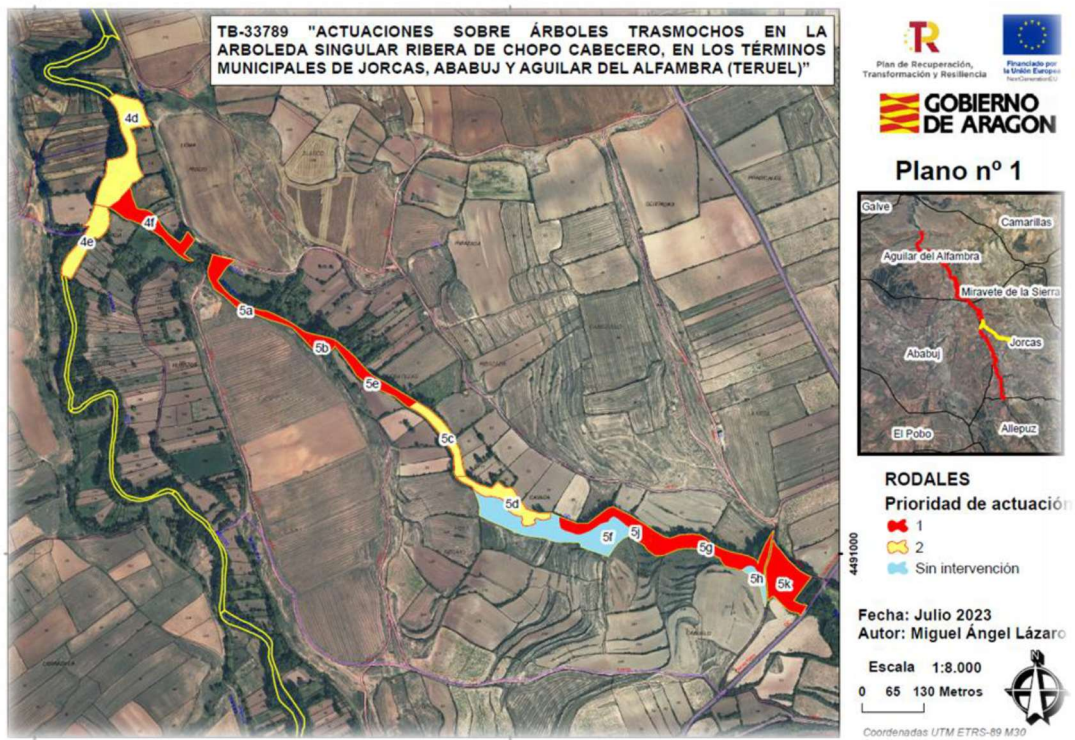 TB-33789 "ACTUACIONES SOBRE ÁRBOLES TRASMOCHOS EN LA
ARBOLEDA SINGULAR RIBERA DE CHOPO CABECERO, EN LOS TÉRMINOS
MUNICIPALES DE JORCAS, ABABUJ Y AGUILAR DEL ALFAMBRA (TERUEL)"
Plan de Recuperación,
Transformación y Resiliencia
Financiado por
la Unión Europea
NextGenerationEU
GOBIERNO
DE ARAGON
Plano nº 1
Galve
Camarillas
Aguilar del Alfambra
Miravete de la Sierra
Jorcas
Ababuj
El Pobo
Allepuz
4d
4f
4e
5a
5b
5e
5c
5d
5f
5j
5g
5h
5k
RODALES
Prioridad de actuación
1
2
Sin intervención
4491000
Fecha: Julio 2023
Autor: Miguel Ángel Lázaro
Escala 1:8.000
0 65 130 Metros
N
Coordenadas UTM ETRS-89 M30